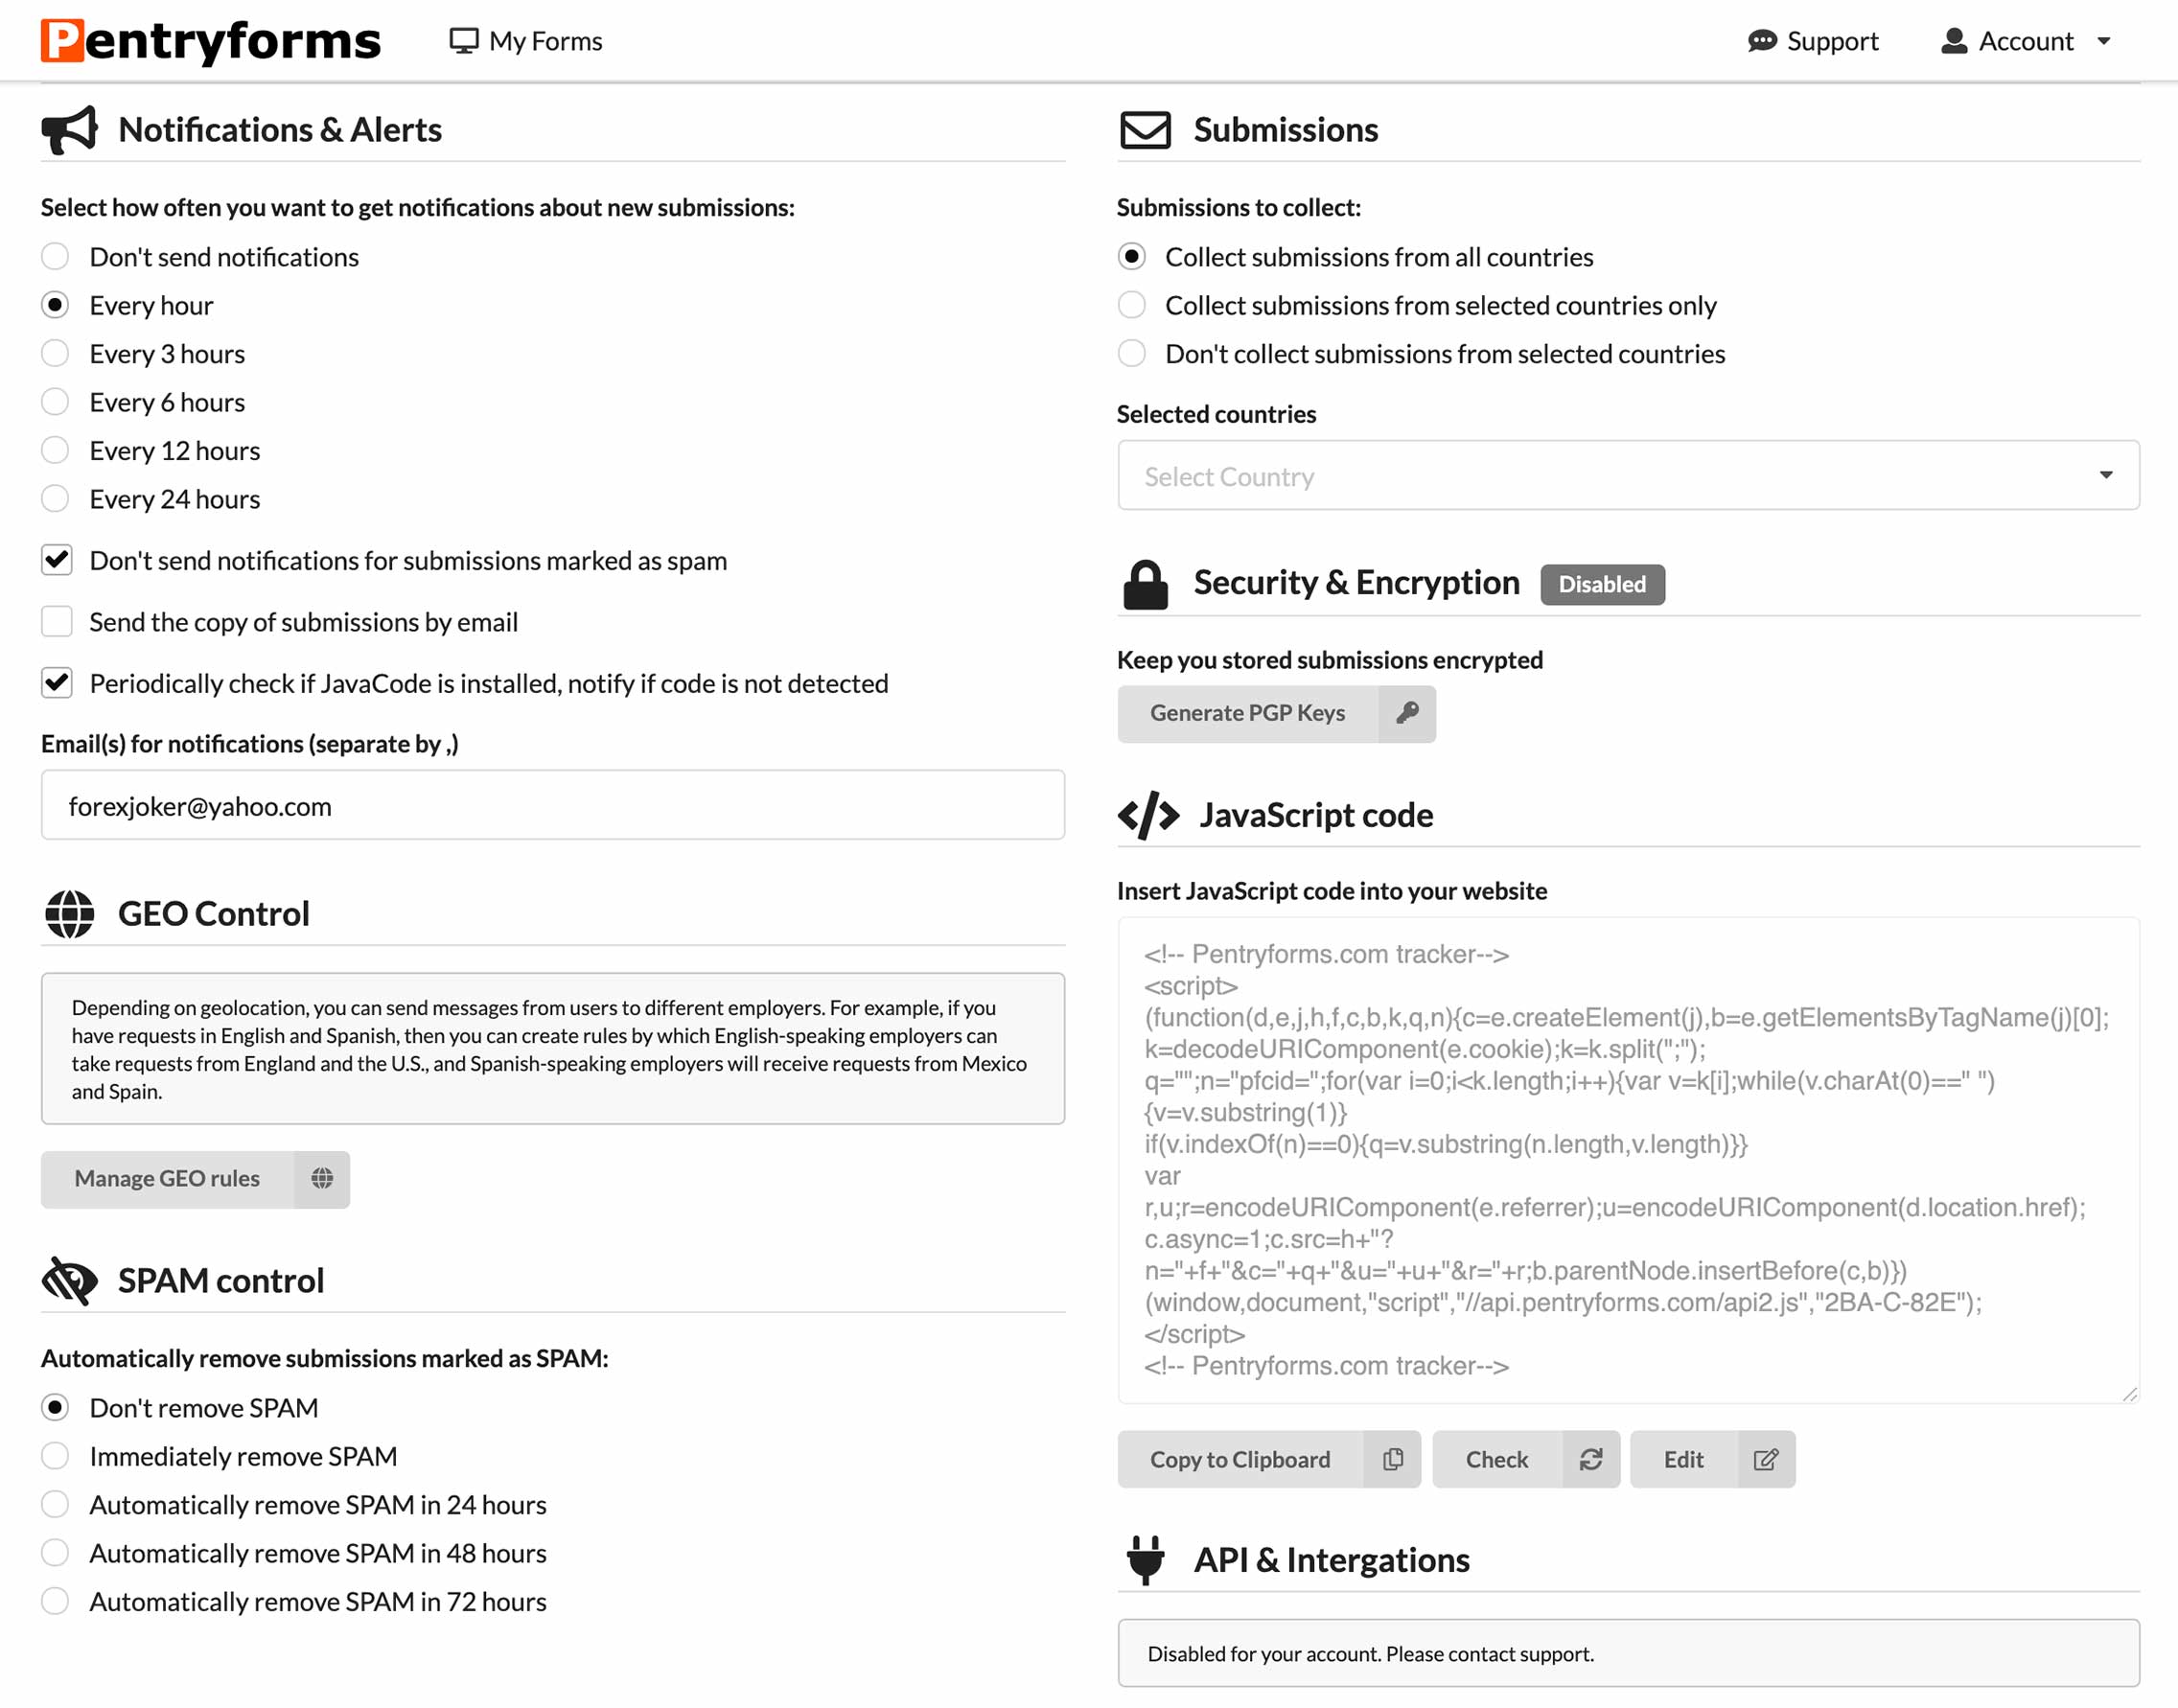 Pentryforms
My Forms
Support
Account
Notifications & Alerts
Select how often you want to get notifications about new submissions:
Don't send notifications
Every hour
Every 3 hours
Every 6 hours
Every 12 hours
Every 24 hours
Don't send notifications for submissions marked as spam
Send the copy of submissions by email
Periodically check if JavaCode is installed, notify if code is not detected
Email(s) for notifications (separate by ,)
forexjoker@yahoo.com
GEO Control
Depending on geolocation, you can send messages from users to different employers. For example, if you
have requests in English and Spanish, then you can create rules by which English-speaking employers can
take requests from England and the U.S., and Spanish-speaking employers will receive requests from Mexico
and Spain.
Manage GEO rules
SPAM control
Automatically remove submissions marked as SPAM:
Don't remove SPAM
Immediately remove SPAM
Automatically remove SPAM in 24 hours
Automatically remove SPAM in 48 hours
Automatically remove SPAM in 72 hours
Submissions
Submissions to collect:
Collect submissions from all countries
Collect submissions from selected countries only
Don't collect submissions from selected countries
Selected countries
Select Country
Security & Encryption
Disabled
Keep you stored submissions encrypted
Generate PGP Keys
</> JavaScript code
Insert JavaScript code into your website
<!-- Pentryforms.com tracker-->
<script>
(function(d,e,j,h,f,c,b,k,q,n){c=e.createElement(j),b=e.getElementsByTagName(j)[0];
k=decodeURIComponent(e.cookie);k=k.split(";");
q="";n="pfcid=";for(var i=0;i<k.length;i++){var v=k[i];while(v.charAt(0)==" ")
{v=v.substring(1)}
if(v.indexOf(n)==0){q=v.substring(n.length,v.length)}}
var
r,u;r=encodeURIComponent(e.referrer);u=encodeURIComponent(d.location.href);
c.async=1;c.src=h+"?
n="+f+"&c="+q+"&u="+u+"&r="+r;b.parentNode.insertBefore(c,b)})
(window,document,"script","//api.pentryforms.com/api2.js","2BA-C-82E");
</script>
<!-- Pentryforms.com tracker-->
Copy to Clipboard
Check
Edit
API & Intergations
Disabled for your account. Please contact support.